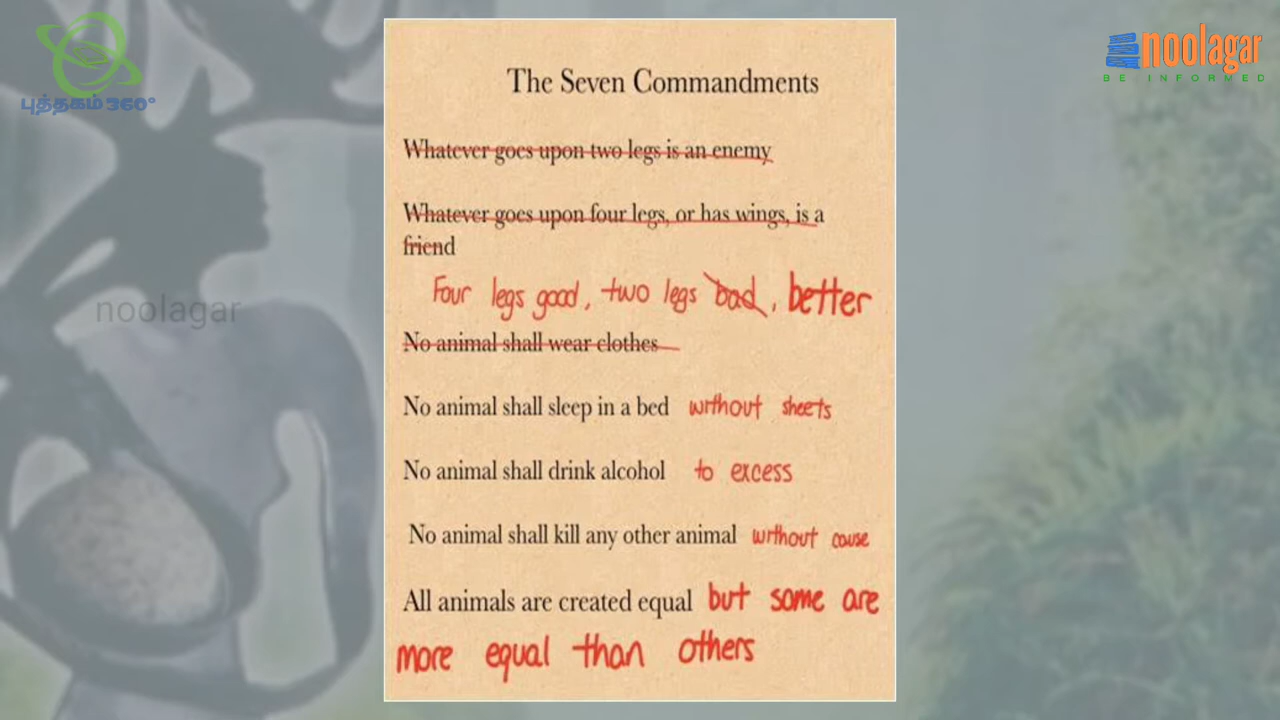 புத்தகம் 360°
noolagar
BE INFORMED
noolagar
The Seven Commandments
Whatever goes upon two legs is an enemy
Whatever goes upon four legs, or has wings, is a
friend
Four legs good, two legs bad, better
No animal shall wear clothes
No animal shall sleep in a bed without sheets
No animal shall drink alcohol to excess
No animal shall kill any other animal without cause
All animals are created equal but some are
more equal than others